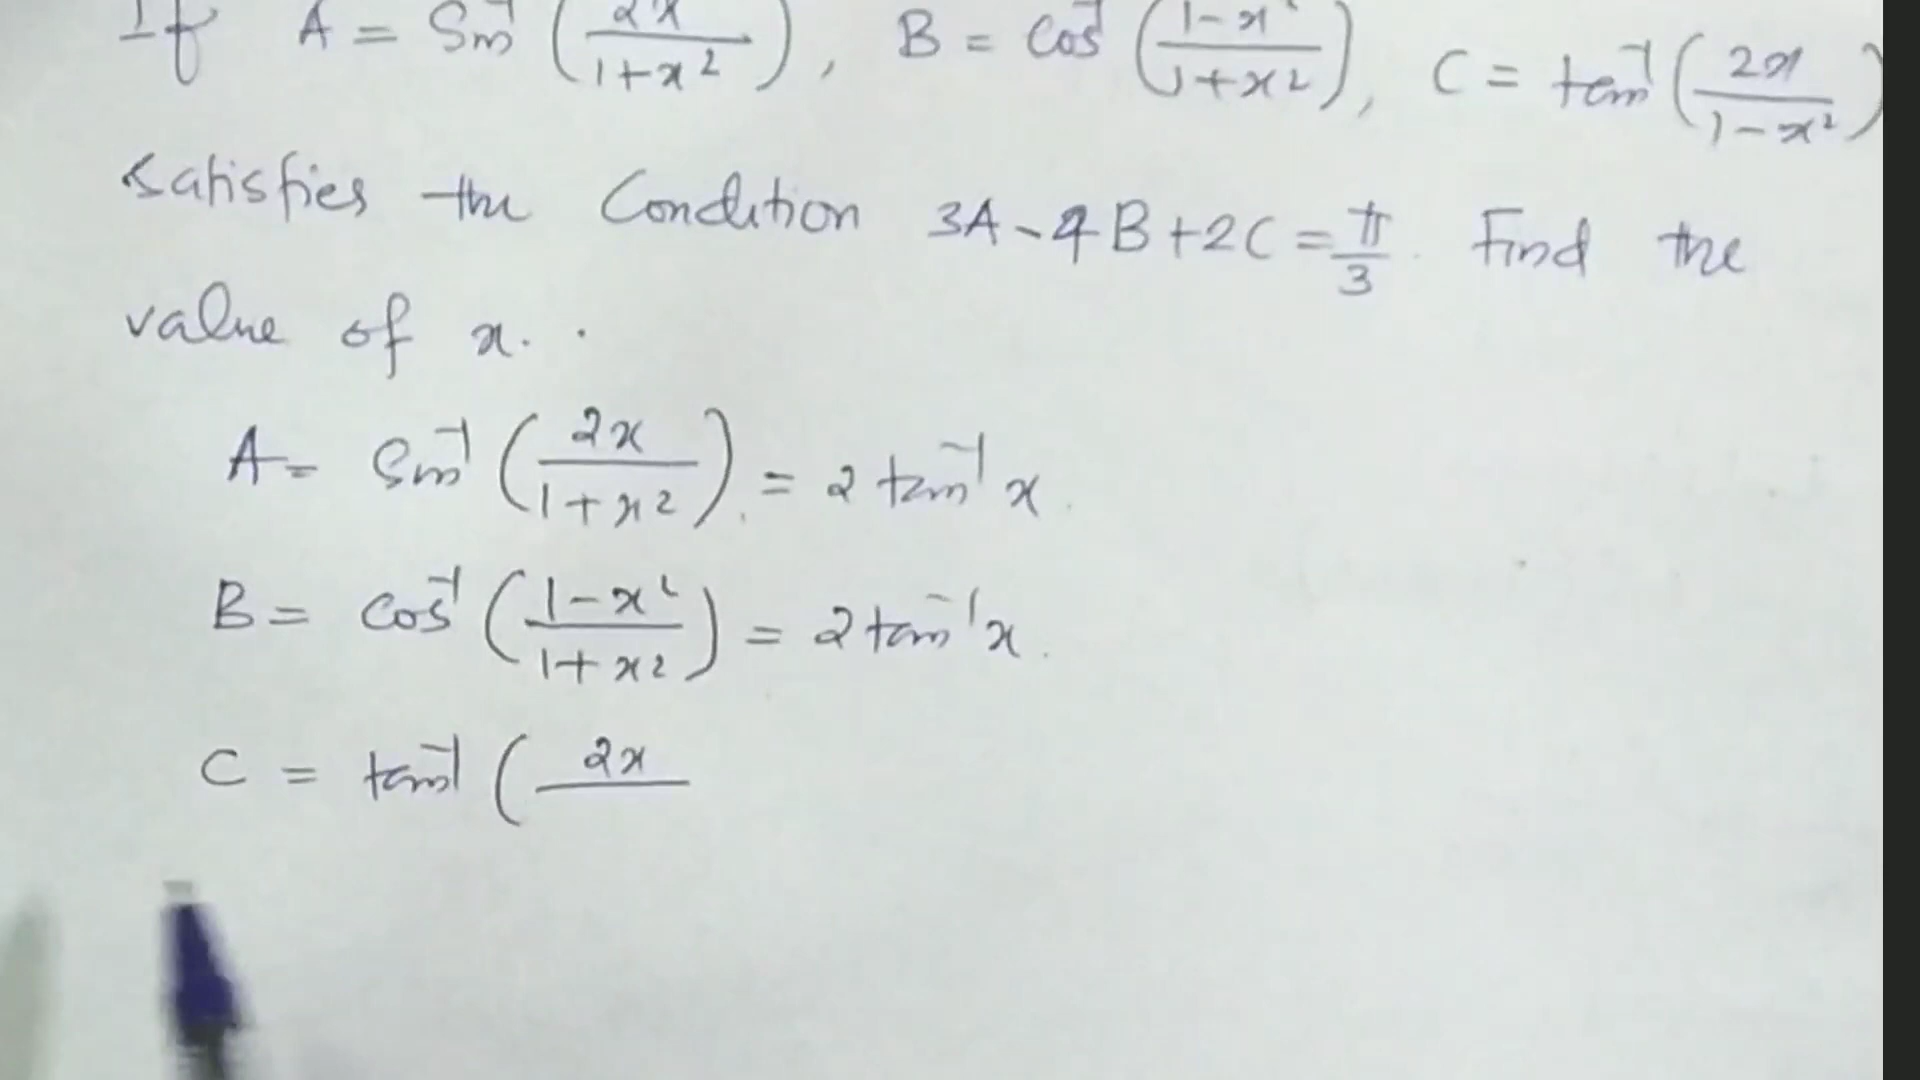 If A = Sin⁻¹ (2x/1+x²), B = Cos⁻¹ (1-x²/1+x²), C = tan⁻¹ (2x/1-x²)
satisfies the Condition 3A-4B+2C = π/3. Find the
value of x.
A = Sin⁻¹ (2x/1+x²) = 2 tan⁻¹ x.
B = Cos⁻¹ (1-x²/1+x²) = 2 tan⁻¹ x.
C = tan⁻¹ (2x/